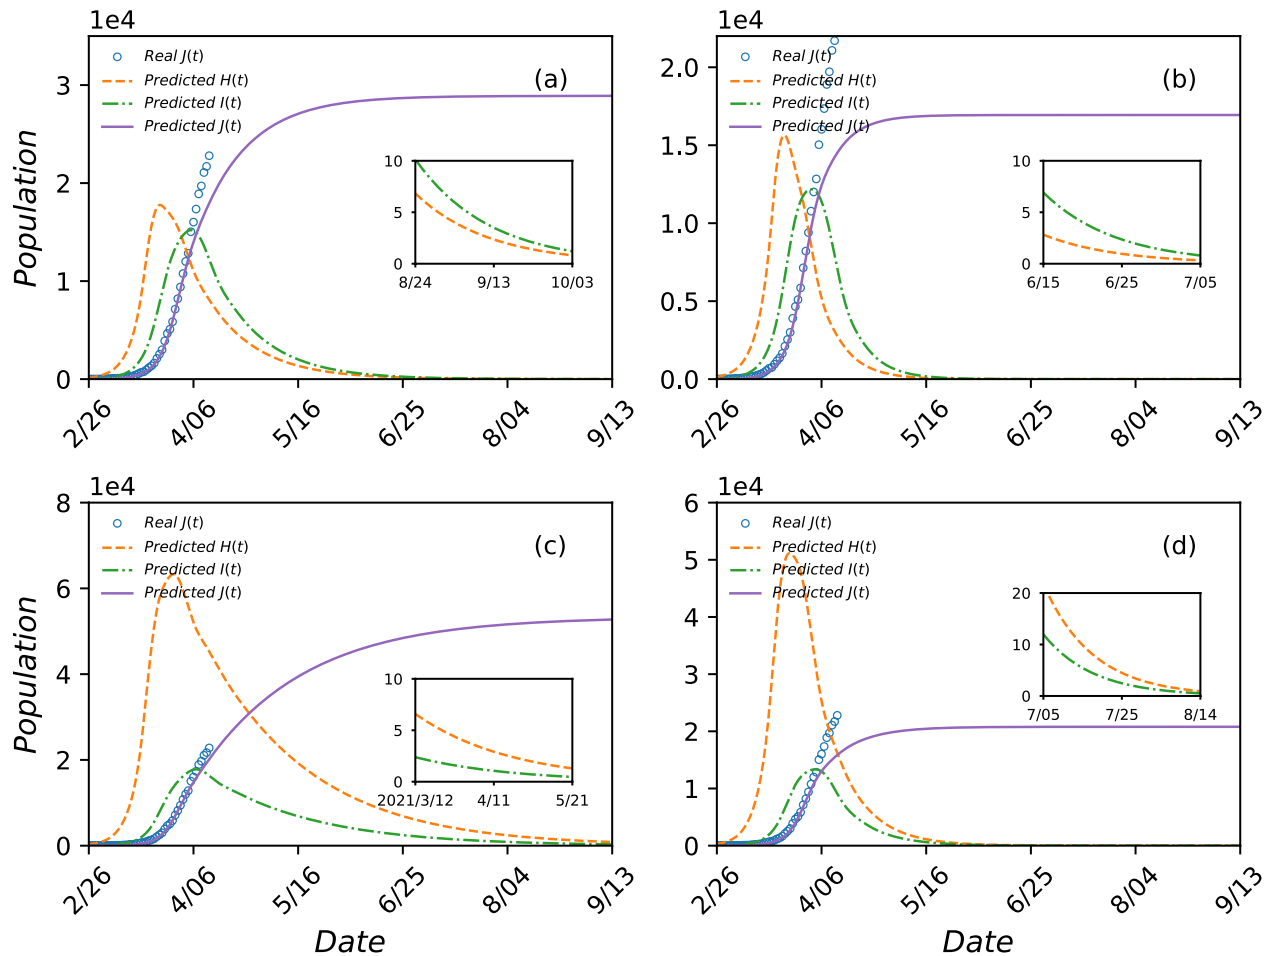 1e4
Real J(t)
Predicted H(t)
Predicted I(t)
Predicted J(t)
(a)
Population
3
2
1
0
10
5
0
8/24 9/13 10/03
2/26 4/06 5/16 6/25 8/04 9/13
1e4
Real J(t)
Predicted H(t)
Predicted I(t)
Predicted J(t)
(b)
2.0
1.5
1.0
0.5
0.0
10
5
0
6/15 6/25 7/05
2/26 4/06 5/16 6/25 8/04 9/13
1e4
Real J(t)
Predicted H(t)
Predicted I(t)
Predicted J(t)
(c)
Population
8
6
4
2
0
10
5
0
2021/3/12 4/11 5/21
2/26 4/06 5/16 6/25 8/04 9/13
Date
1e4
Real J(t)
Predicted H(t)
Predicted I(t)
Predicted J(t)
(d)
6
5
4
3
2
1
0
20
10
0
7/05 7/25 8/14
2/26 4/06 5/16 6/25 8/04 9/13
Date